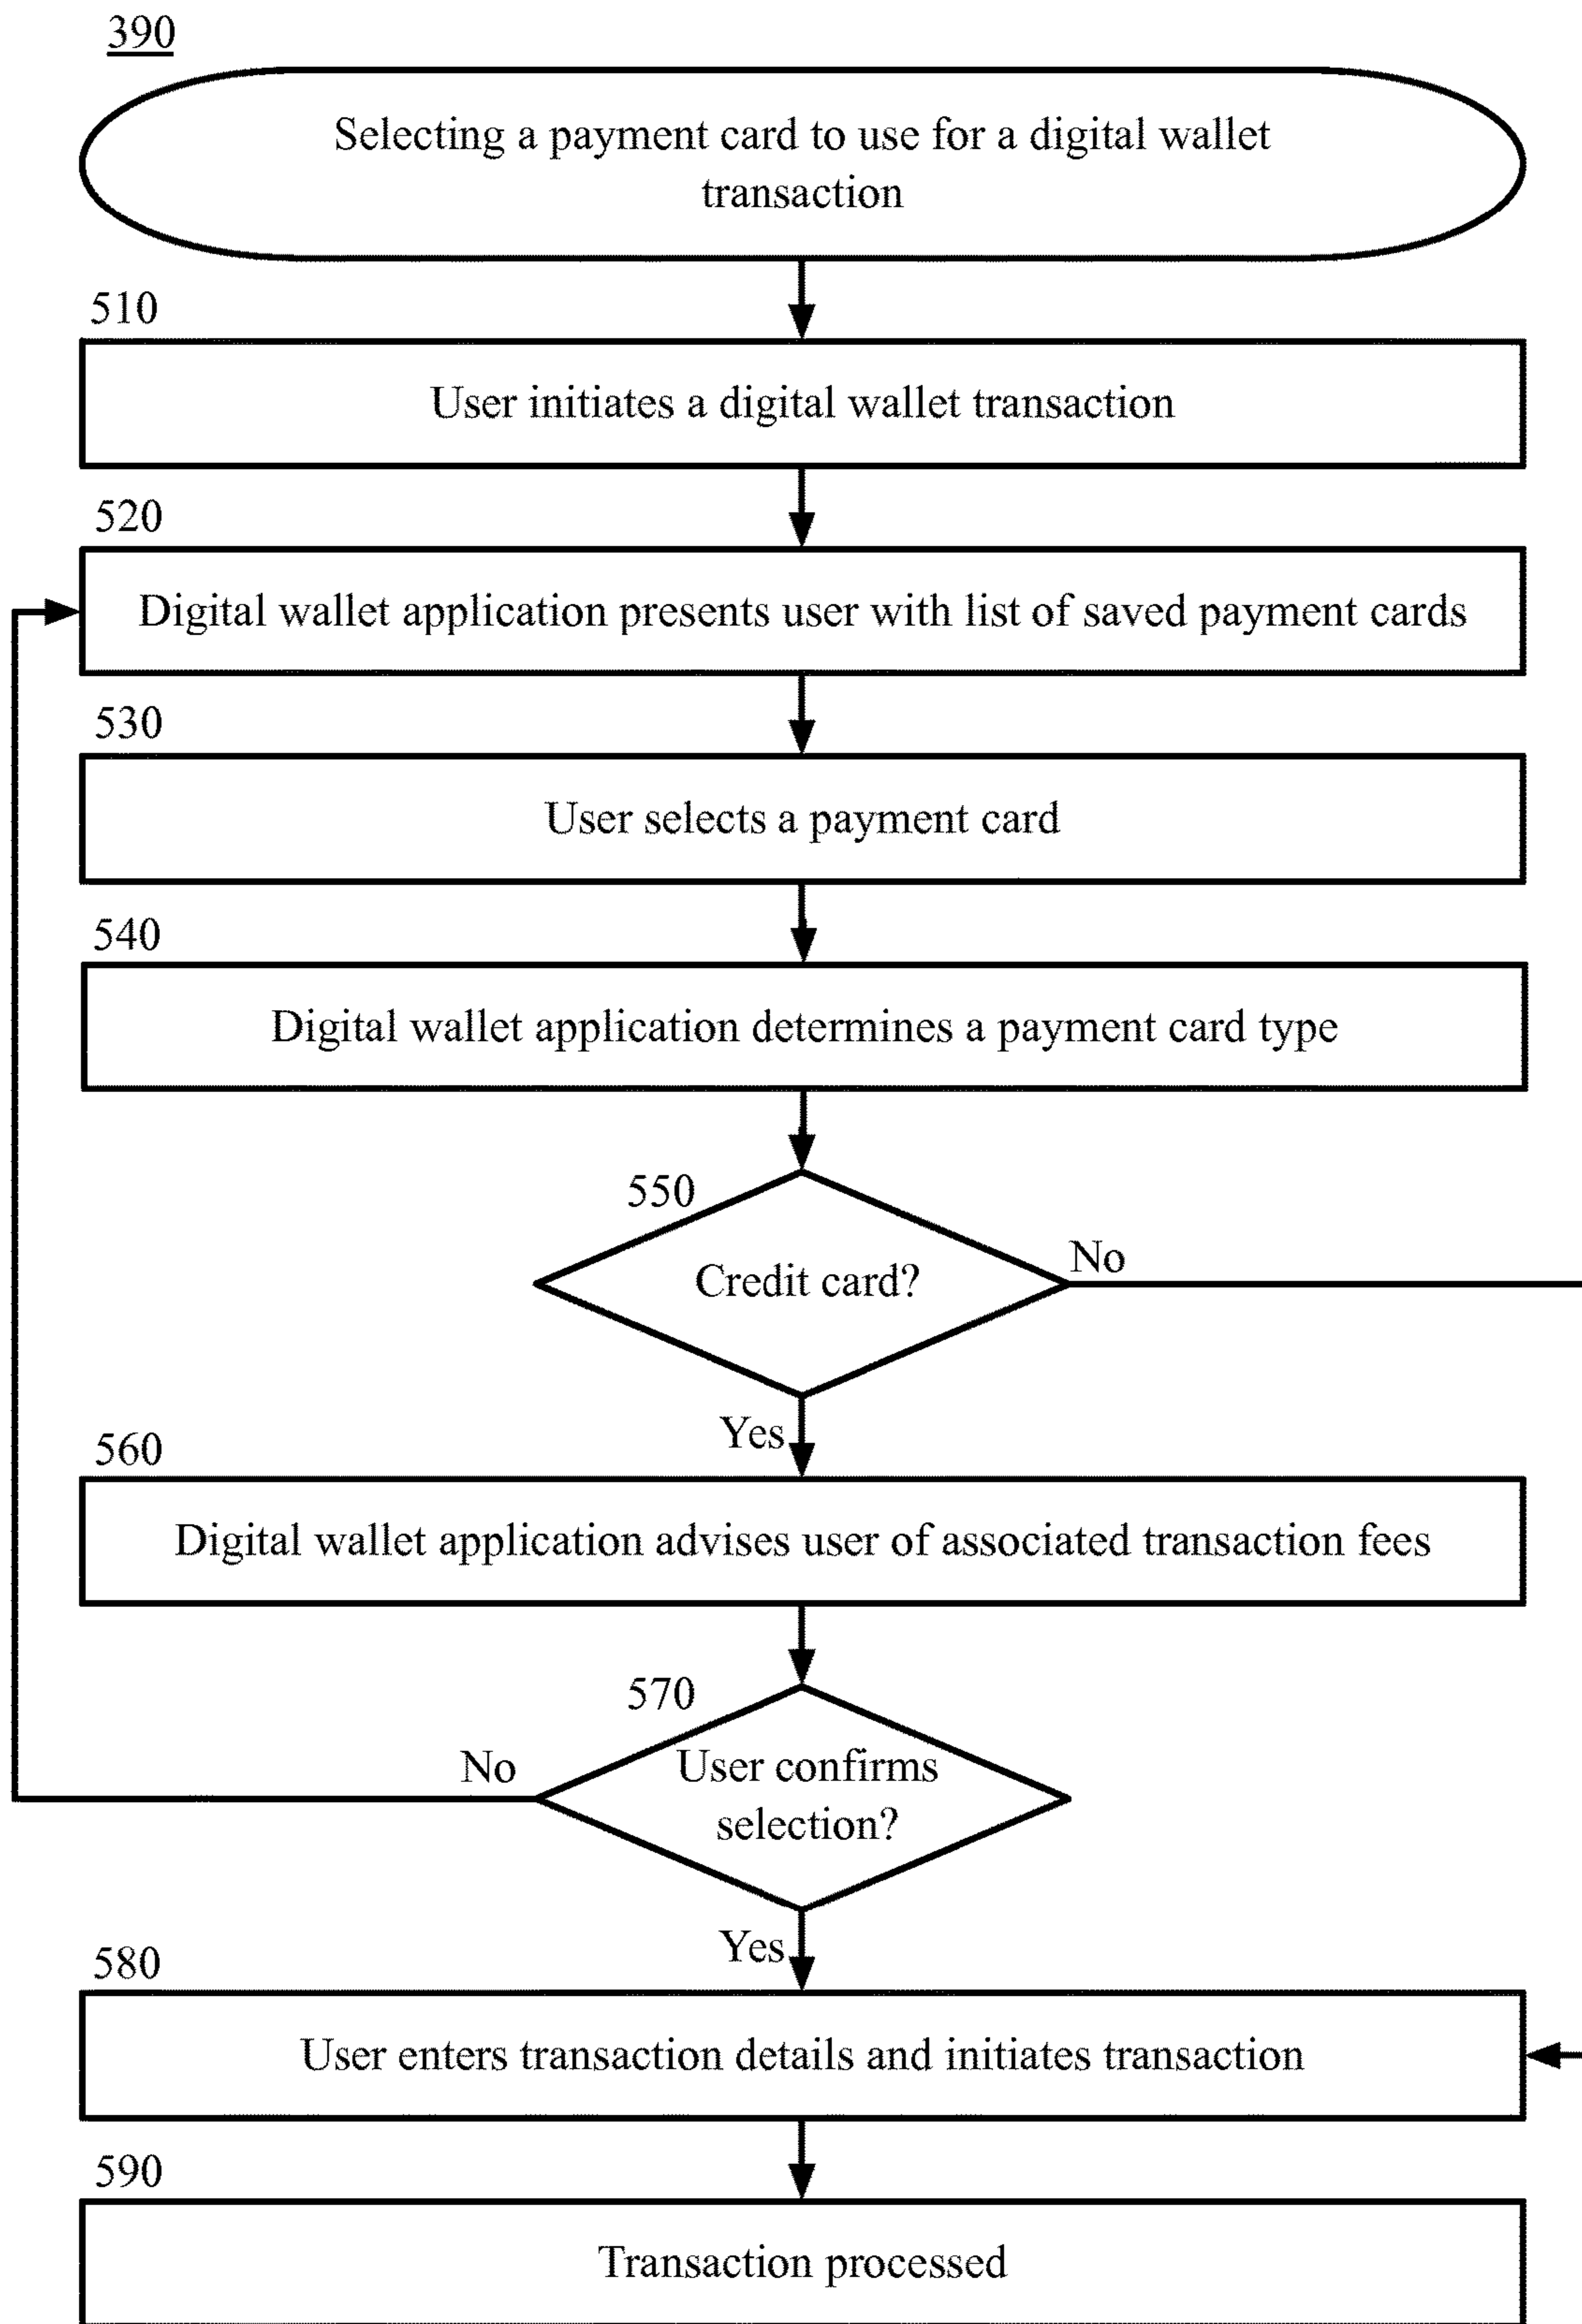 390
Selecting a payment card to use for a digital wallet
transaction
510
User initiates a digital wallet transaction
520
Digital wallet application presents user with list of saved payment cards
530
User selects a payment card
540
Digital wallet application determines a payment card type
550
Credit card?
No
Yes
560
Digital wallet application advises user of associated transaction fees
570
User confirms
selection?
No
Yes
580
User enters transaction details and initiates transaction
590
Transaction processed